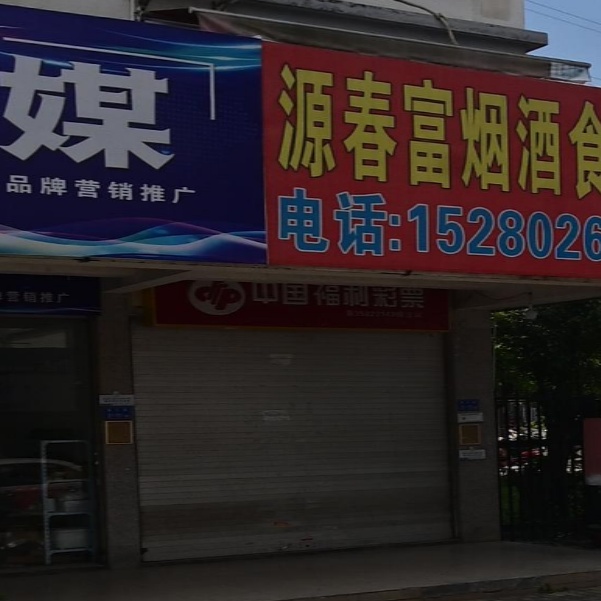 媒
品牌营销推广
源春富烟酒食
电话:1528026
营销推广
中国福利彩票